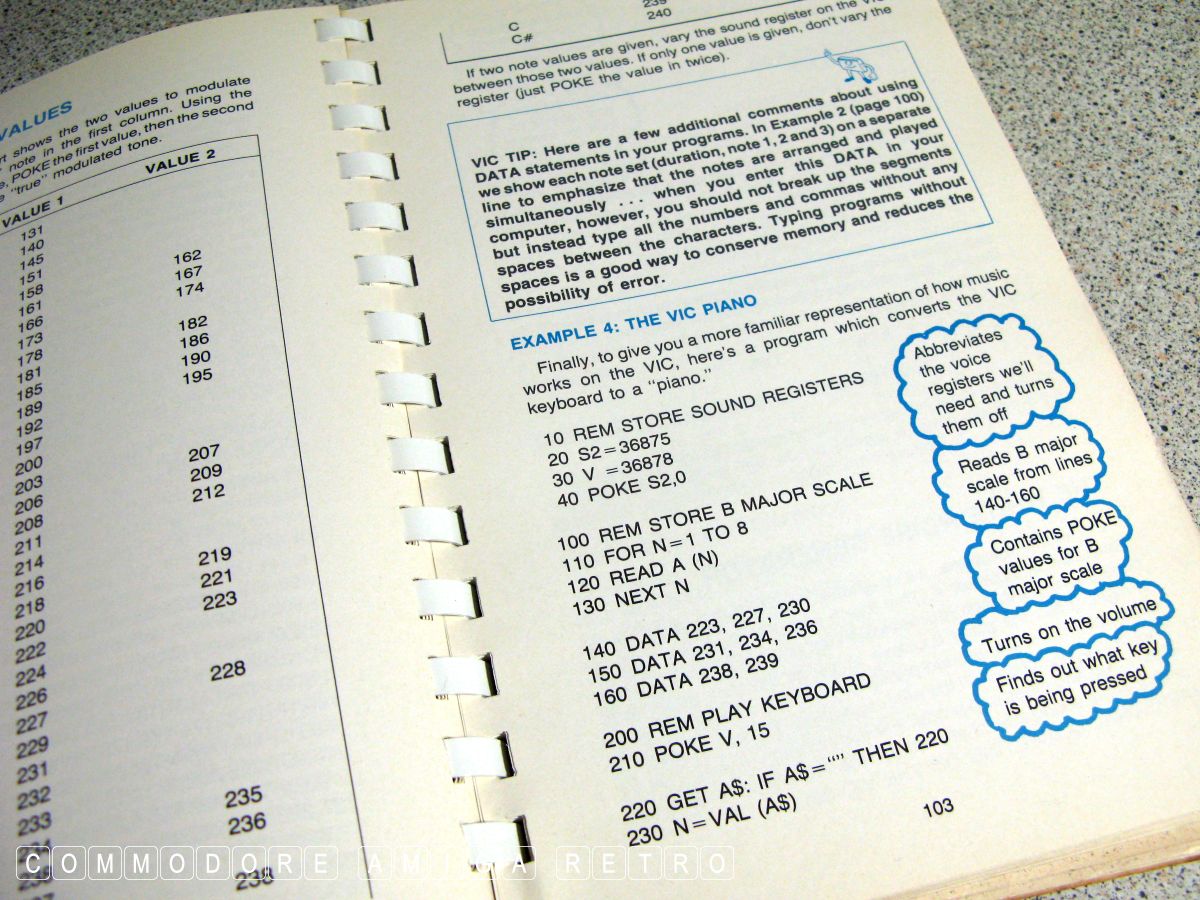 VALUES
shows the two values to modulate
note in the first column. Using the
POKE the first value, then the second
"true" modulated tone.
VALUE 1 VALUE 2
131
140
145 162
151 167
158 174
161
166 182
173 186
178 190
181 195
185
189
192
197 207
200 209
203 212
206
208
211 219
214 221
216 223
218
220
222 228
224
226
227
229
231
232 235
233 236
238
C 239
C# 240
If two note values are given, vary the sound register on the VIC
between those two values. If only one value is given, don't vary the
register (just POKE the value in twice).
VIC TIP: Here are a few additional comments about using
DATA statements in your programs. In Example 2 (page 100)
we show each note set (duration, note 1, 2 and 3) on a separate
line to emphasize that the notes are arranged and played
simultaneously . . . when you enter this DATA in your
computer, however, you should not break up the segments
but instead type all the numbers and commas without any
spaces between the characters. Typing programs without
spaces is a good way to conserve memory and reduces the
possibility of error.
EXAMPLE 4: THE VIC PIANO
Finally, to give you a more familiar representation of how music
works on the VIC, here's a program which converts the VIC
keyboard to a "piano."
10 REM STORE SOUND REGISTERS
20 S2=36875
30 V =36878
40 POKE S2,0
Abbreviates
the voice
registers we'll
need and turns
them off
100 REM STORE B MAJOR SCALE
110 FOR N=1 TO 8
120 READ A (N)
130 NEXT N
Reads B major
scale from lines
140-160
140 DATA 223, 227, 230
150 DATA 231, 234, 236
160 DATA 238, 239
Contains POKE
values for B
major scale
200 REM PLAY KEYBOARD
210 POKE V, 15
Turns on the volume
220 GET A$: IF A$="" THEN 220
230 N=VAL (A$)
Finds out what key
is being pressed
103
COMMODORE AMIGA RETRO